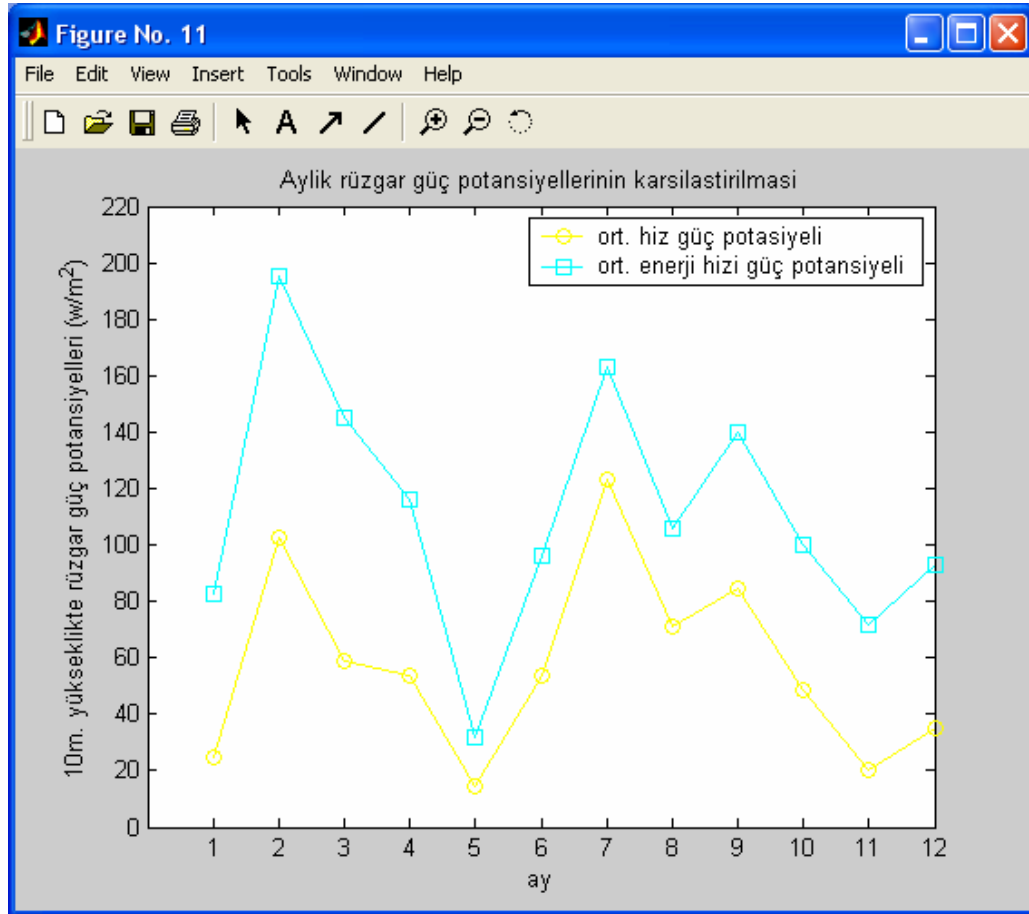 Figure No. 11
File Edit View Insert Tools Window Help
A
Aylik rüzgar güç potansiyellerinin karsilastirilmasi
ort. hiz güç potasiyeli
ort. enerji hizi güç potansiyeli
10m. yükseklikte rüzgar güç potansiyelleri (w/m²)
220
200
180
160
140
120
100
80
60
40
20
0
1 2 3 4 5 6 7 8 9 10 11 12
ay